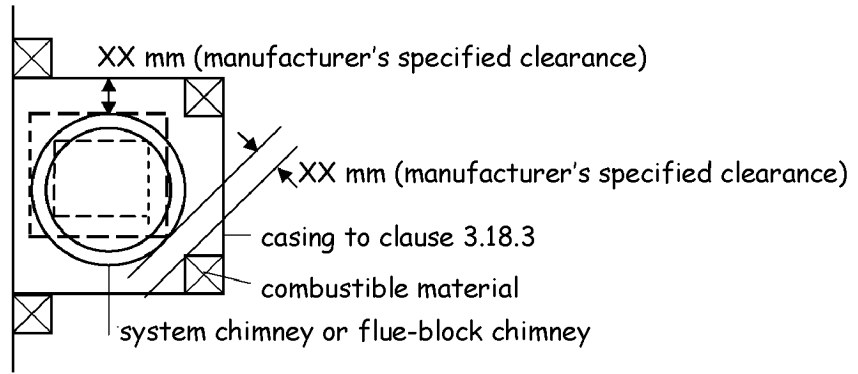 XX mm (manufacturer's specified clearance)
XX mm (manufacturer's specified clearance)
casing to clause 3.18.3
combustible material
system chimney or flue-block chimney